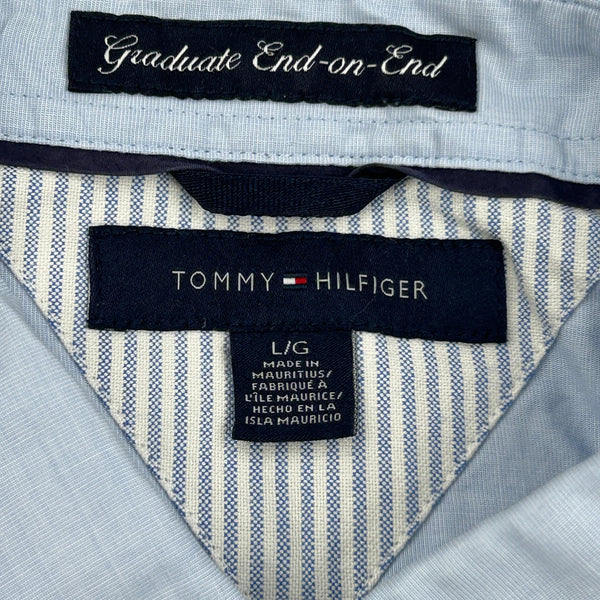 Graduate End-on-End
TOMMY HILFIGER
L/G
MADE IN
MAURITIUS/
FABRIQUÉ À
L'ÎLE MAURICE/
HECHO EN LA
ISLA MAURICIO